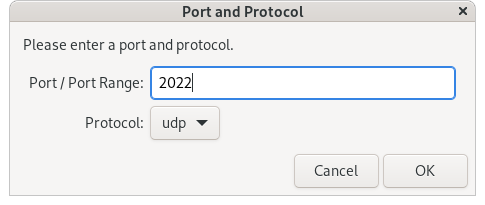 Port and Protocol ×
Please enter a port and protocol.
Port / Port Range: 2022
Protocol: udp
Cancel OK